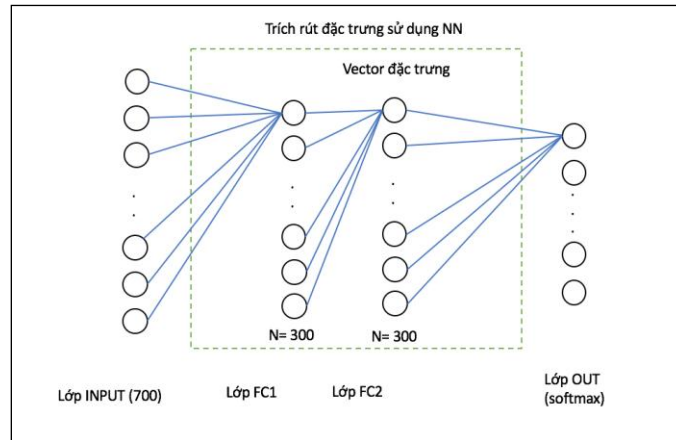 Trích rút đặc trưng sử dụng NN
Vector đặc trưng
N= 300
N= 300
Lớp INPUT (700)
Lớp FC1
Lớp FC2
Lớp OUT
(softmax)